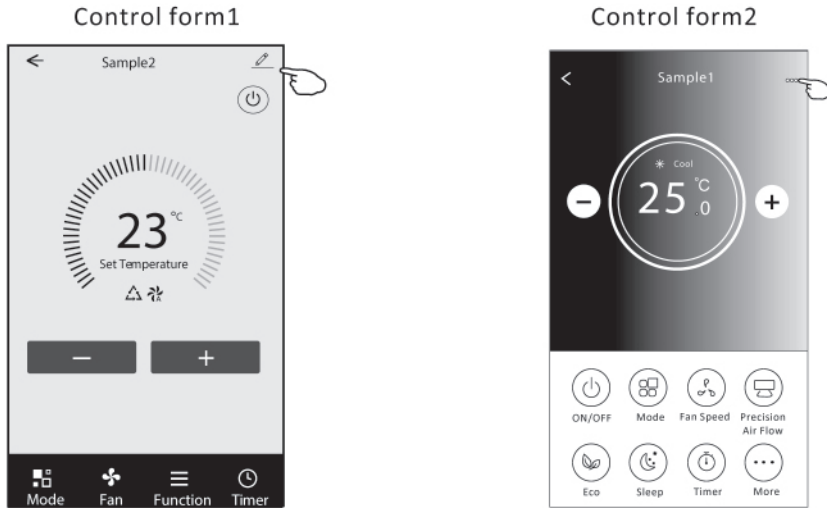 Control form1
Sample2
23°C
Set Temperature
A
Mode Fan Function Timer
Control form2
Sample1
Cool
25.0°C
ON/OFF Mode Fan Speed Precision
Air Flow
Eco Sleep Timer More